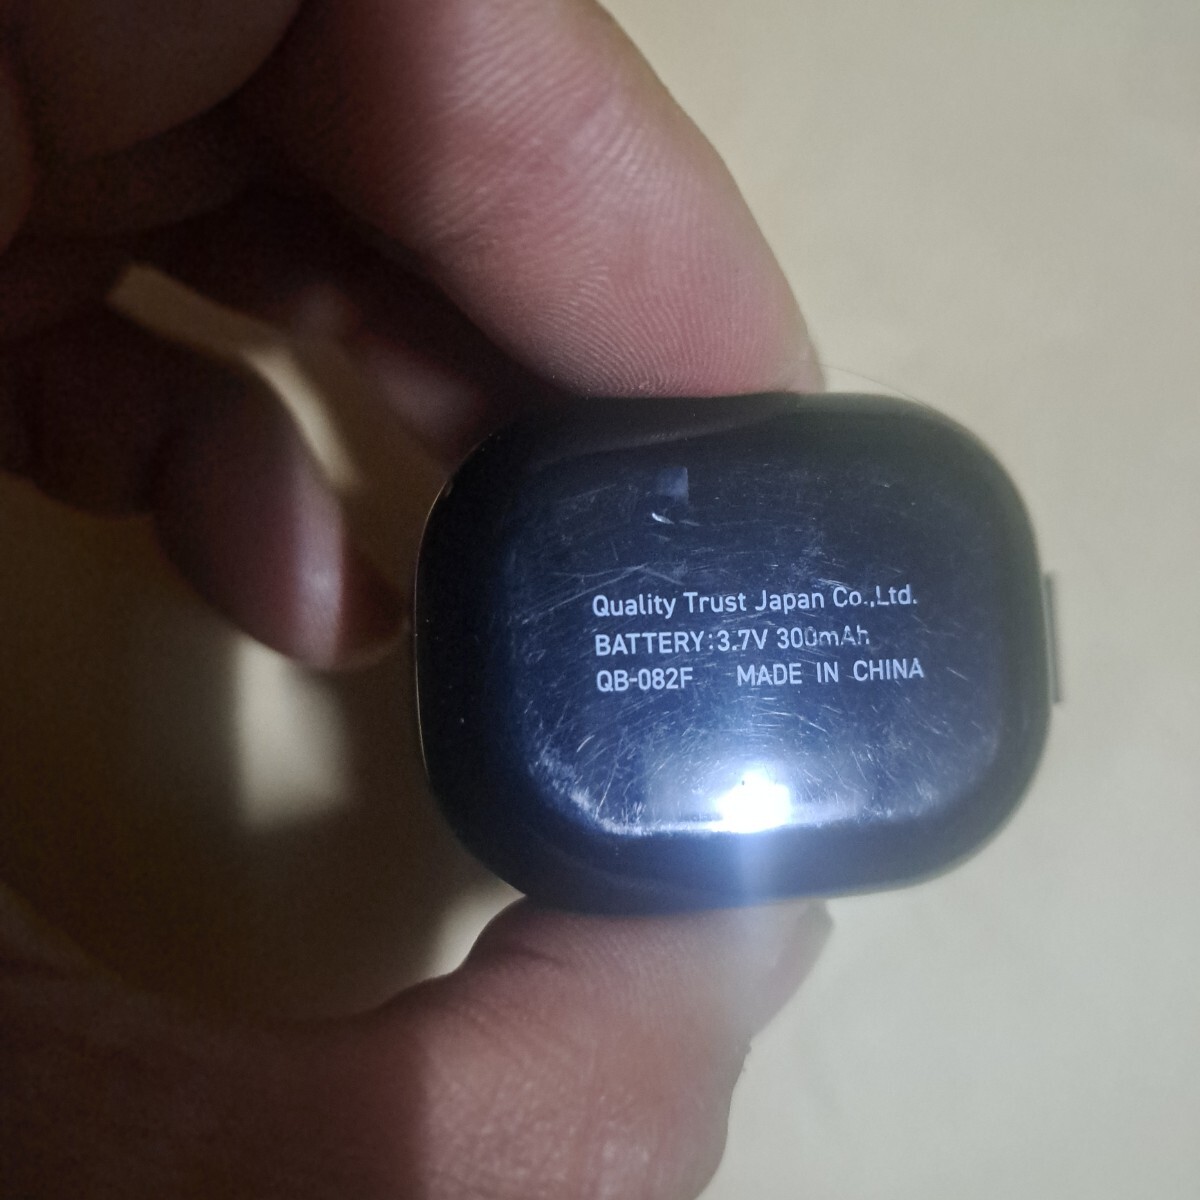 Quality Trust Japan Co.,Ltd.
BATTERY:3.7V 300mAh
QB-082F MADE IN CHINA